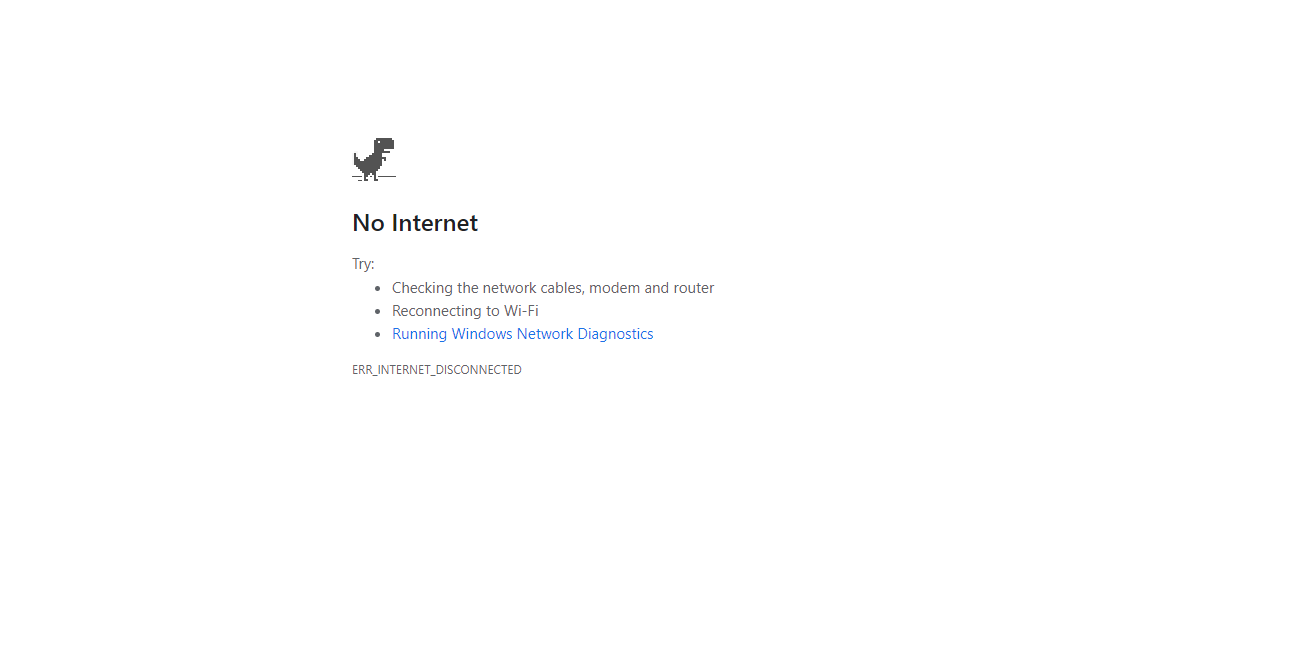 No Internet
Try:
Checking the network cables, modem and router
Reconnecting to Wi-Fi
Running Windows Network Diagnostics
ERR_INTERNET_DISCONNECTED